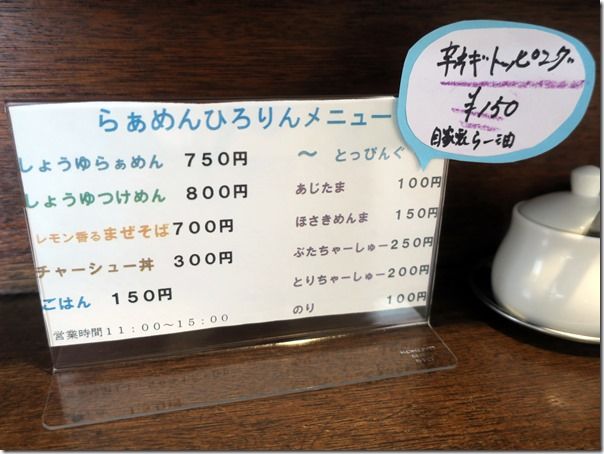 らぁめんひろりんメニュー
しょうゆらぁめん 750円
しょうゆつけめん 800円
レモン香るまぜそば700円
チャーシュー丼 300円
ごはん 150円
営業時間11:00～15:00
～ とっぴんぐ
あじたま 100円
ほさきめんま 150円
ぶたちゃーしゅー250円
とりちゃーしゅー200円
のり 100円
辛ネギトッピング
¥150
自家製らー油